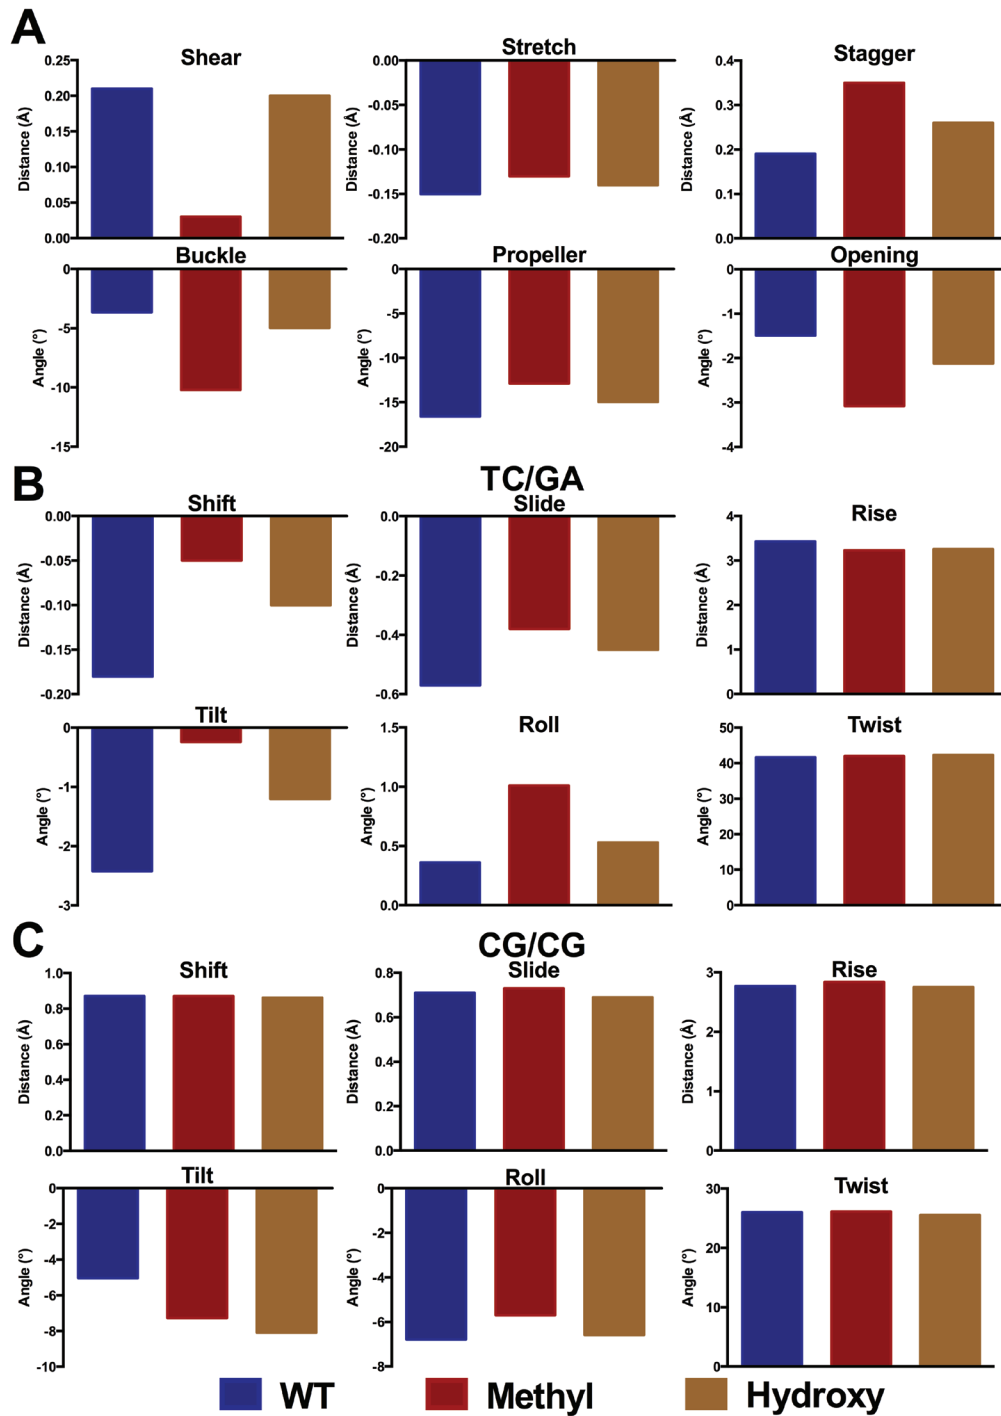 A
Shear
Distance (Å)
0.25
0.20
0.15
0.10
0.05
0.00
Stretch
Distance (Å)
0.00
-0.05
-0.10
-0.15
-0.20
Stagger
Distance (Å)
0.4
0.3
0.2
0.1
0.0
Buckle
Angle (°)
0
-5
-10
-15
Propeller
Angle (°)
0
-5
-10
-15
-20
Opening
Angle (°)
0
-1
-2
-3
-4
B
TC/GA
Shift
Distance (Å)
0.00
-0.05
-0.10
-0.15
-0.20
Slide
Distance (Å)
0.0
-0.2
-0.4
-0.6
Rise
Distance (Å)
4
3
2
1
0
Tilt
Angle (°)
0
-1
-2
-3
Roll
Angle (°)
1.5
1.0
0.5
0.0
Twist
Angle (°)
50
40
30
20
10
0
C
CG/CG
Shift
Distance (Å)
1.0
0.8
0.6
0.4
0.2
0.0
Slide
Distance (Å)
0.8
0.6
0.4
0.2
0.0
Rise
Distance (Å)
3
2
1
0
Tilt
Angle (°)
0
-2
-4
-6
-8
-10
Roll
Angle (°)
0
-2
-4
-6
-8
Twist
Angle (°)
30
20
10
0
WT
Methyl
Hydroxy